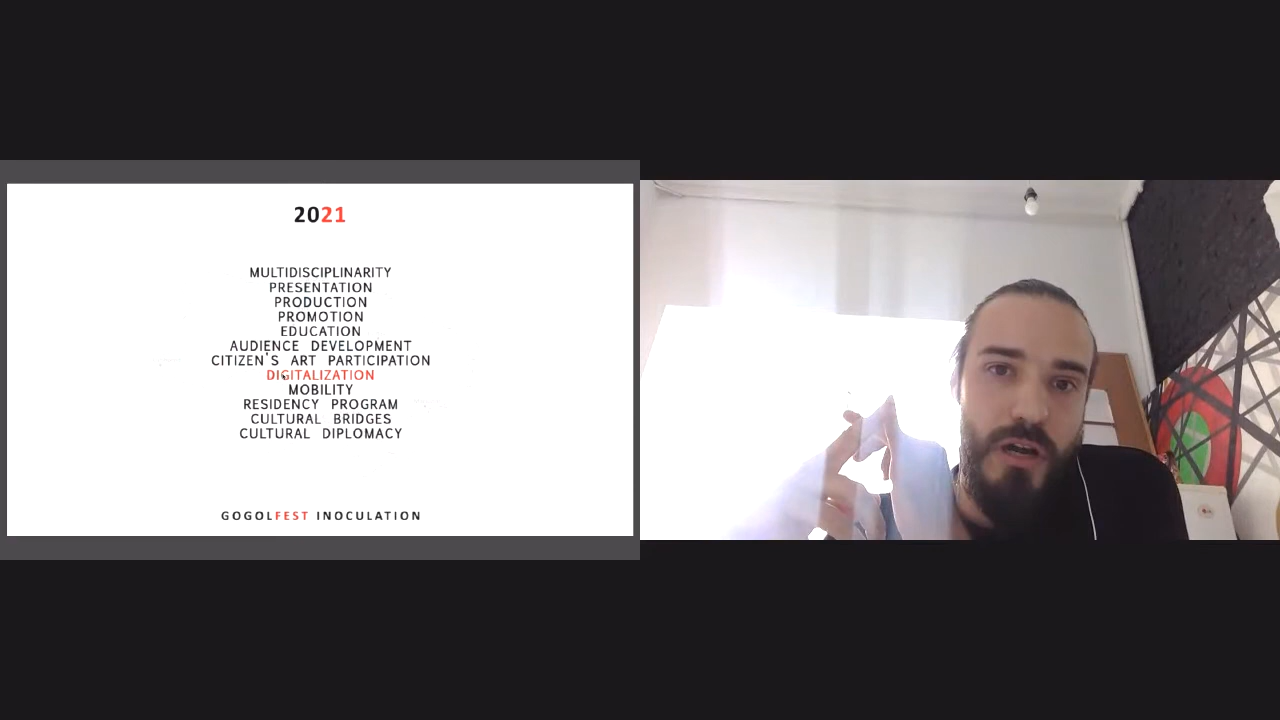 2021
MULTIDISCIPLINARITY
PRESENTATION
PRODUCTION
PROMOTION
EDUCATION
AUDIENCE DEVELOPMENT
CITIZEN'S ART PARTICIPATION
DIGITALIZATION
MOBILITY
RESIDENCY PROGRAM
CULTURAL BRIDGES
CULTURAL DIPLOMACY
GOGOLFEST INOCULATION